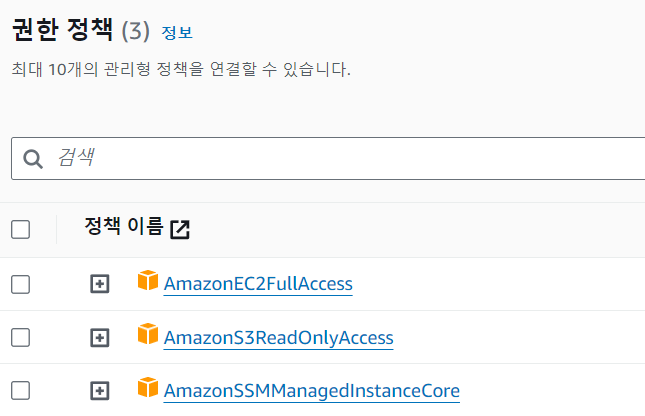 권한 정책 (3) 정보
최대 10개의 관리형 정책을 연결할 수 있습니다.
검색
정책 이름
AmazonEC2FullAccess
AmazonS3ReadOnlyAccess
AmazonSSMManagedInstanceCore